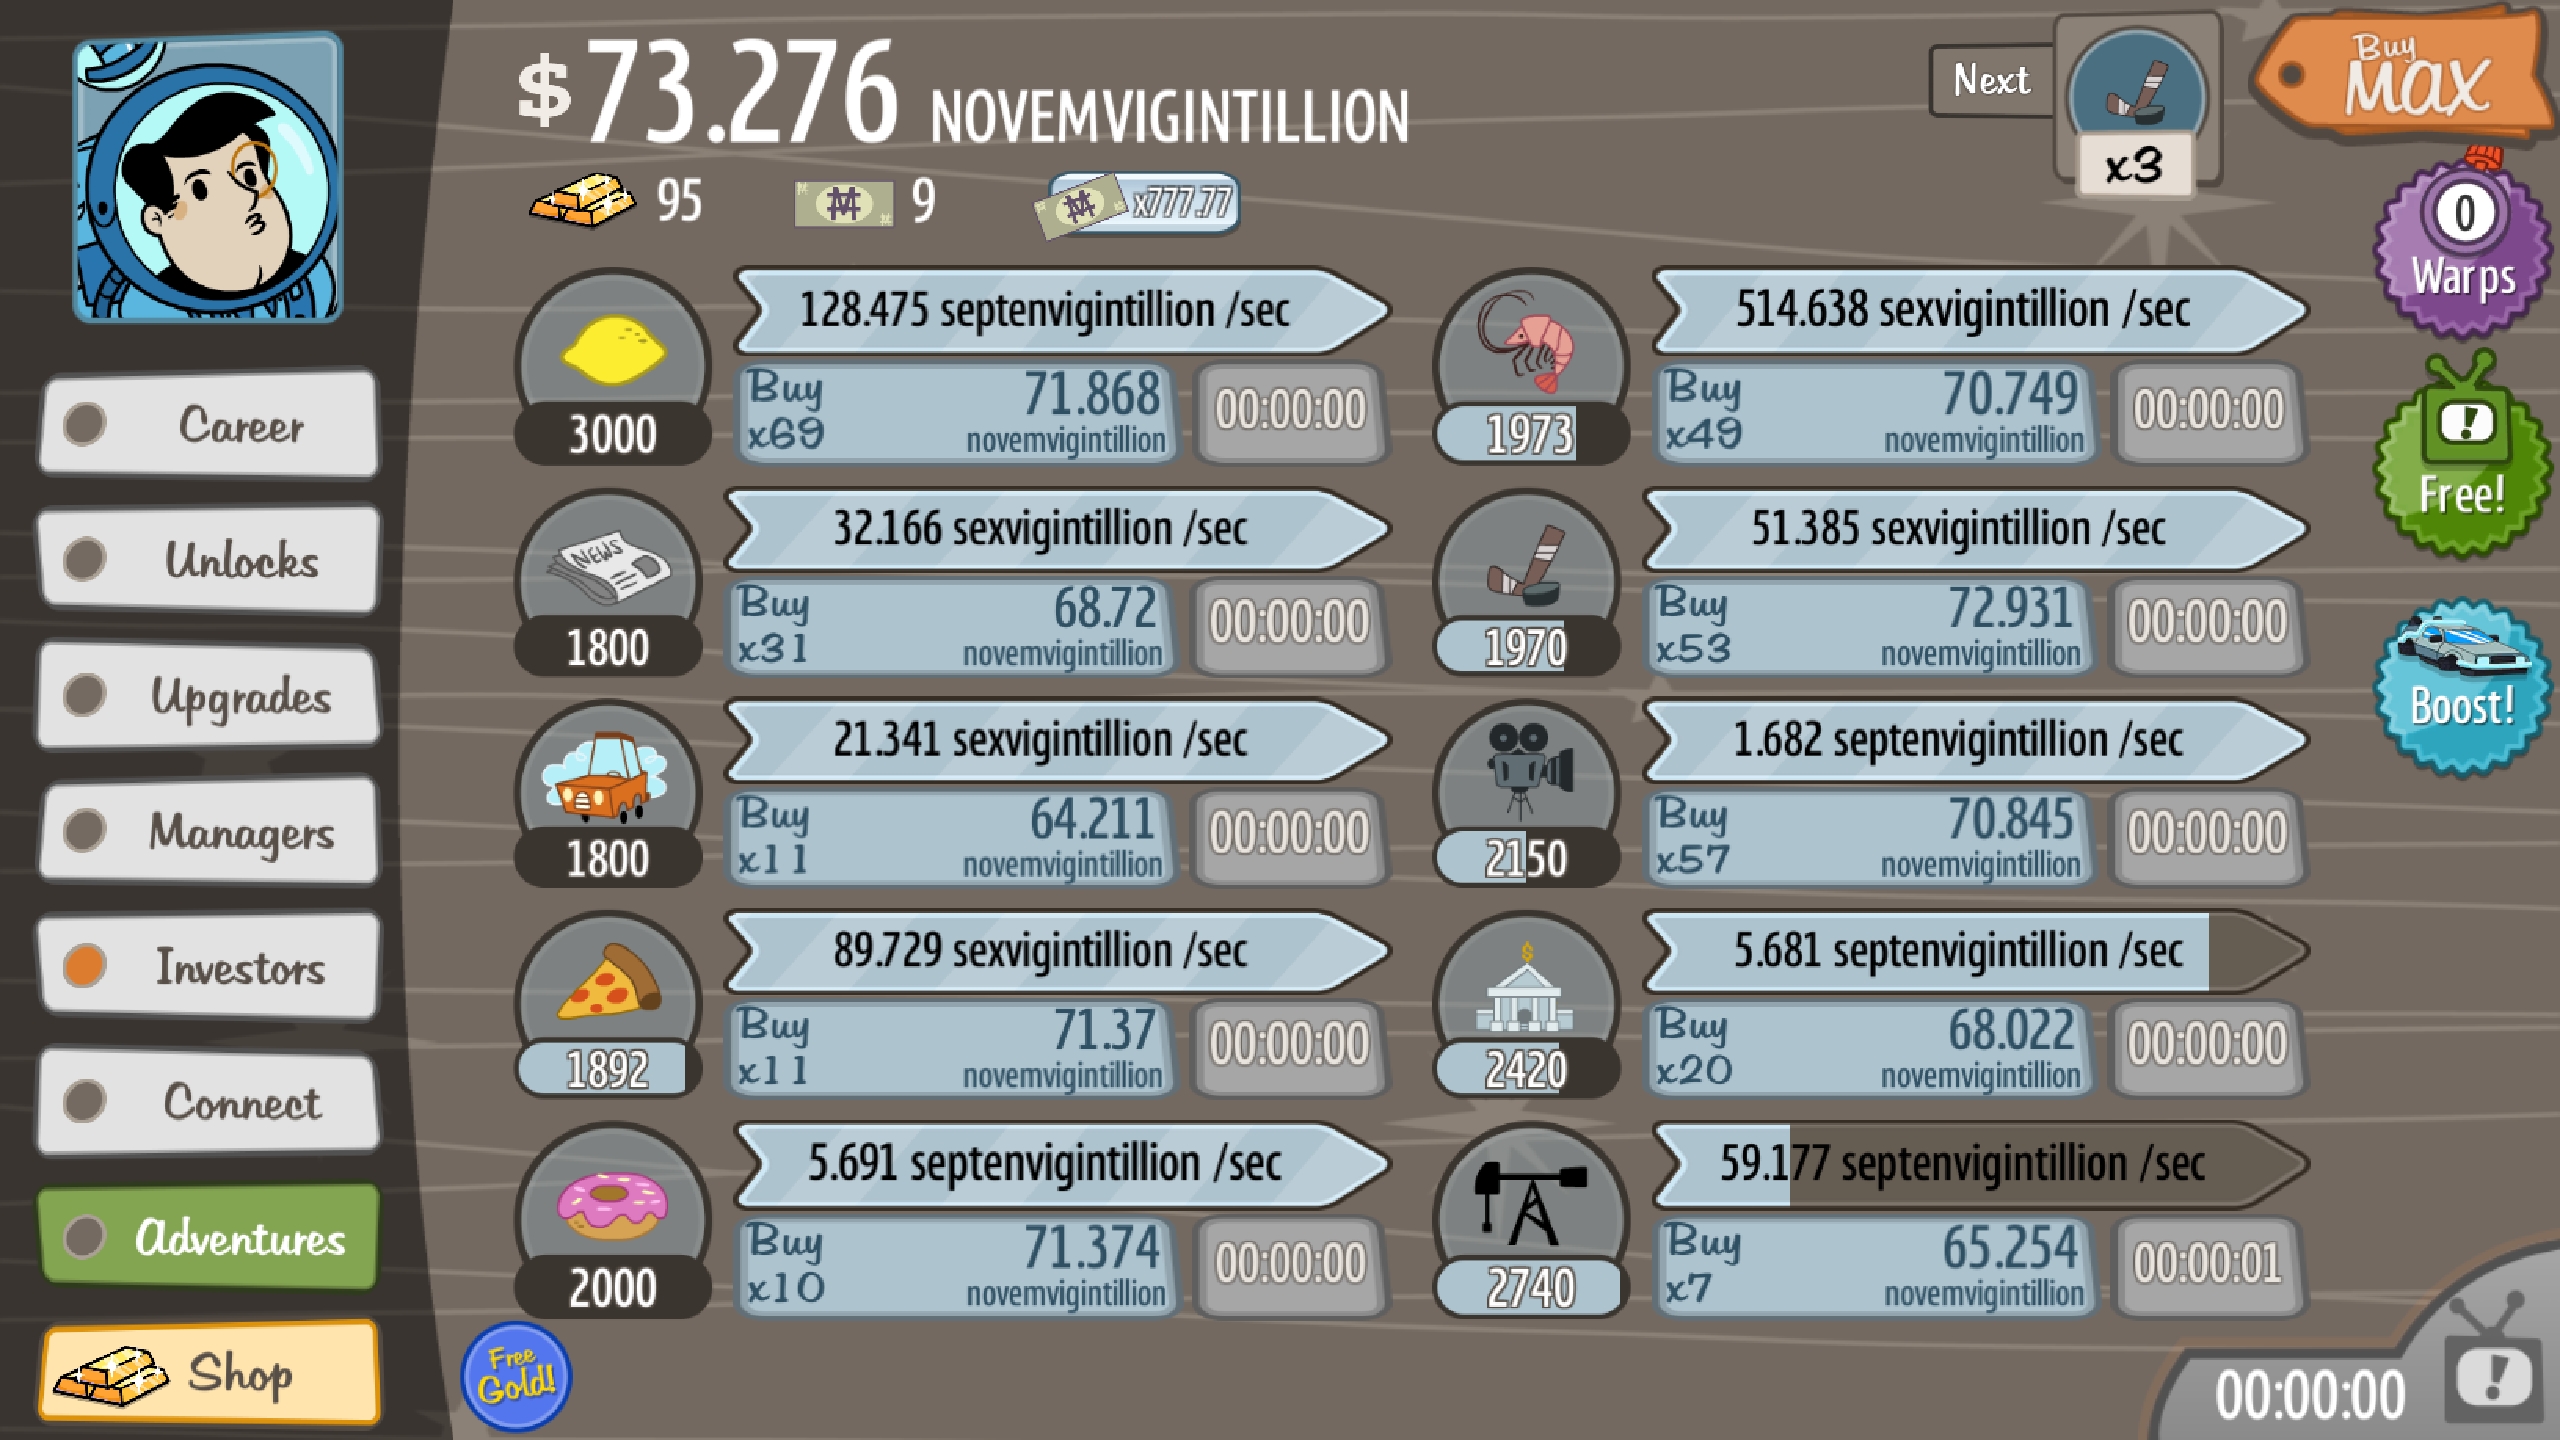 $73.276 NOVEMVIGINTILLION
Next
x3
Buy
MAX
95
9
x777.77
0
Warps
Free!
Boost!
Career
Unlocks
Upgrades
Managers
Investors
Connect
Adventures
Shop
128.475 septenvigintillion /sec
3000
Buy
x69
71.868
novemvigintillion
00:00:00
514.638 sexvigintillion /sec
1973
Buy
x49
70.749
novemvigintillion
00:00:00
NEWS
32.166 sexvigintillion /sec
1800
Buy
x31
68.72
novemvigintillion
00:00:00
51.385 sexvigintillion /sec
1970
Buy
x53
72.931
novemvigintillion
00:00:00
21.341 sexvigintillion /sec
1800
Buy
x11
64.211
novemvigintillion
00:00:00
1.682 septenvigintillion /sec
2150
Buy
x57
70.845
novemvigintillion
00:00:00
89.729 sexvigintillion /sec
1892
Buy
x11
71.37
novemvigintillion
00:00:00
$
5.681 septenvigintillion /sec
2420
Buy
x20
68.022
novemvigintillion
00:00:00
5.691 septenvigintillion /sec
2000
Buy
x10
71.374
novemvigintillion
00:00:00
59.177 septenvigintillion /sec
2740
Buy
x7
65.254
novemvigintillion
00:00:01
Free
Gold!
00:00:00